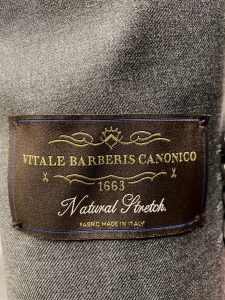 VITALE BARBERIS CANONICO
1663
Natural Stretch
FABRIC MADE IN ITALY